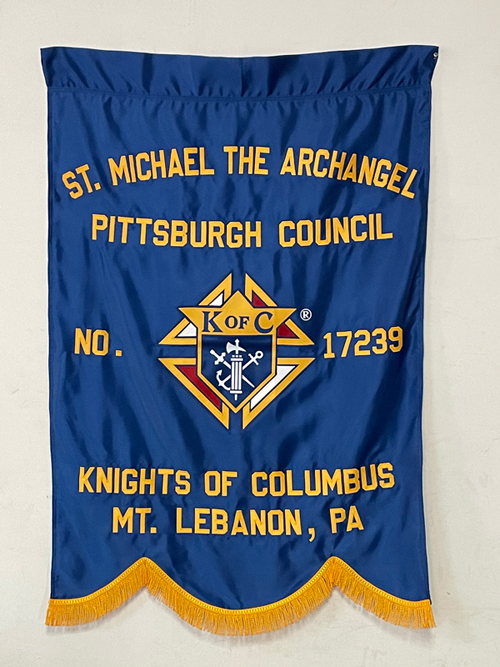 ST. MICHAEL THE ARCHANGEL
PITTSBURGH COUNCIL
K OF C ®
NO. 17239
KNIGHTS OF COLUMBUS
MT. LEBANON, PA